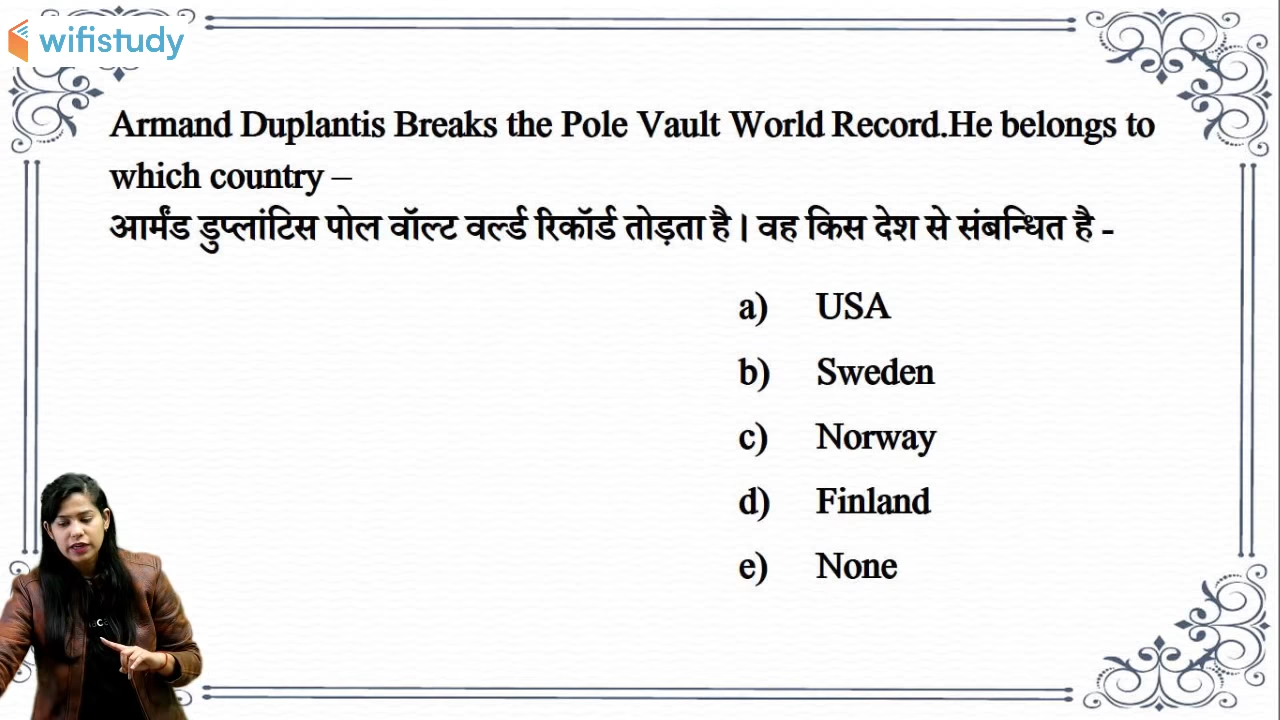 wifistudy
Armand Duplantis Breaks the Pole Vault World Record.He belongs to
which country –
आर्मंड डुप्लांटिस पोल वॉल्ट वर्ल्ड रिकॉर्ड तोड़ता है । वह किस देश से संबन्धित है -
a) USA
b) Sweden
c) Norway
d) Finland
e) None